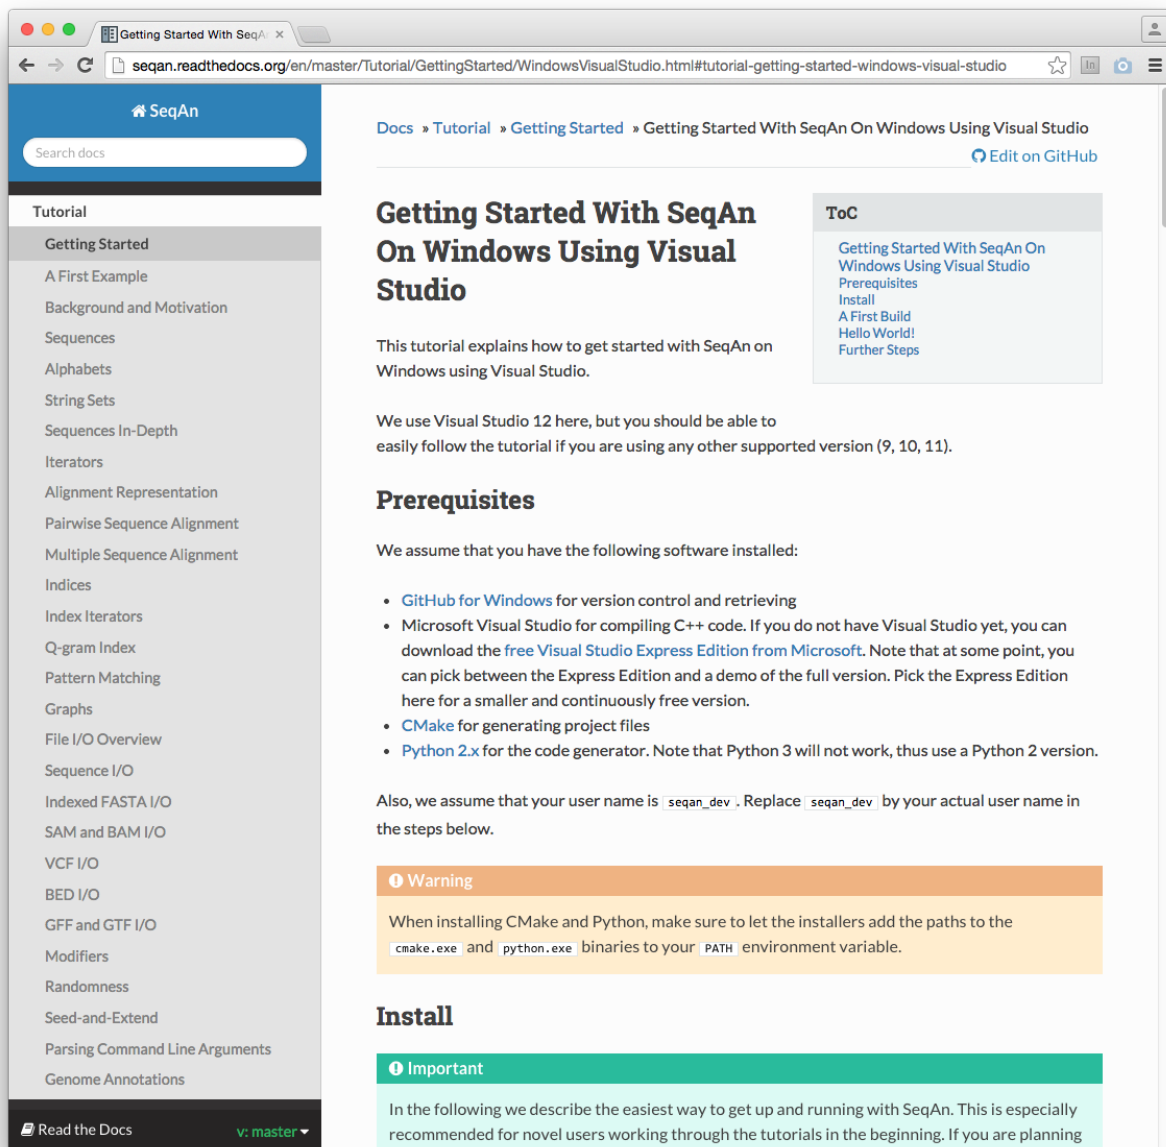 Getting Started With SeqA
seqan.readthedocs.org/en/master/Tutorial/GettingStarted/WindowsVisualStudio.html#tutorial-getting-started-windows-visual-studio
In
SeqAn
Search docs
Tutorial
Getting Started
A First Example
Background and Motivation
Sequences
Alphabets
String Sets
Sequences In-Depth
Iterators
Alignment Representation
Pairwise Sequence Alignment
Multiple Sequence Alignment
Indices
Index Iterators
Q-gram Index
Pattern Matching
Graphs
File I/O Overview
Sequence I/O
Indexed FASTA I/O
SAM and BAM I/O
VCF I/O
BED I/O
GFF and GTF I/O
Modifiers
Randomness
Seed-and-Extend
Parsing Command Line Arguments
Genome Annotations
Read the Docs
v: master
Docs » Tutorial » Getting Started » Getting Started With SeqAn On Windows Using Visual Studio
Edit on GitHub
Getting Started With SeqAn
On Windows Using Visual
Studio
ToC
Getting Started With SeqAn On
Windows Using Visual Studio
Prerequisites
Install
A First Build
Hello World!
Further Steps
This tutorial explains how to get started with SeqAn on
Windows using Visual Studio.
We use Visual Studio 12 here, but you should be able to
easily follow the tutorial if you are using any other supported version (9, 10, 11).
Prerequisites
We assume that you have the following software installed:
• GitHub for Windows for version control and retrieving
• Microsoft Visual Studio for compiling C++ code. If you do not have Visual Studio yet, you can
download the free Visual Studio Express Edition from Microsoft. Note that at some point, you
can pick between the Express Edition and a demo of the full version. Pick the Express Edition
here for a smaller and continuously free version.
• CMake for generating project files
• Python 2.x for the code generator. Note that Python 3 will not work, thus use a Python 2 version.
Also, we assume that your user name is seqan_dev . Replace seqan_dev by your actual user name in
the steps below.
Warning
When installing CMake and Python, make sure to let the installers add the paths to the
cmake.exe and python.exe binaries to your PATH environment variable.
Install
Important
In the following we describe the easiest way to get up and running with SeqAn. This is especially
recommended for novel users working through the tutorials in the beginning. If you are planning